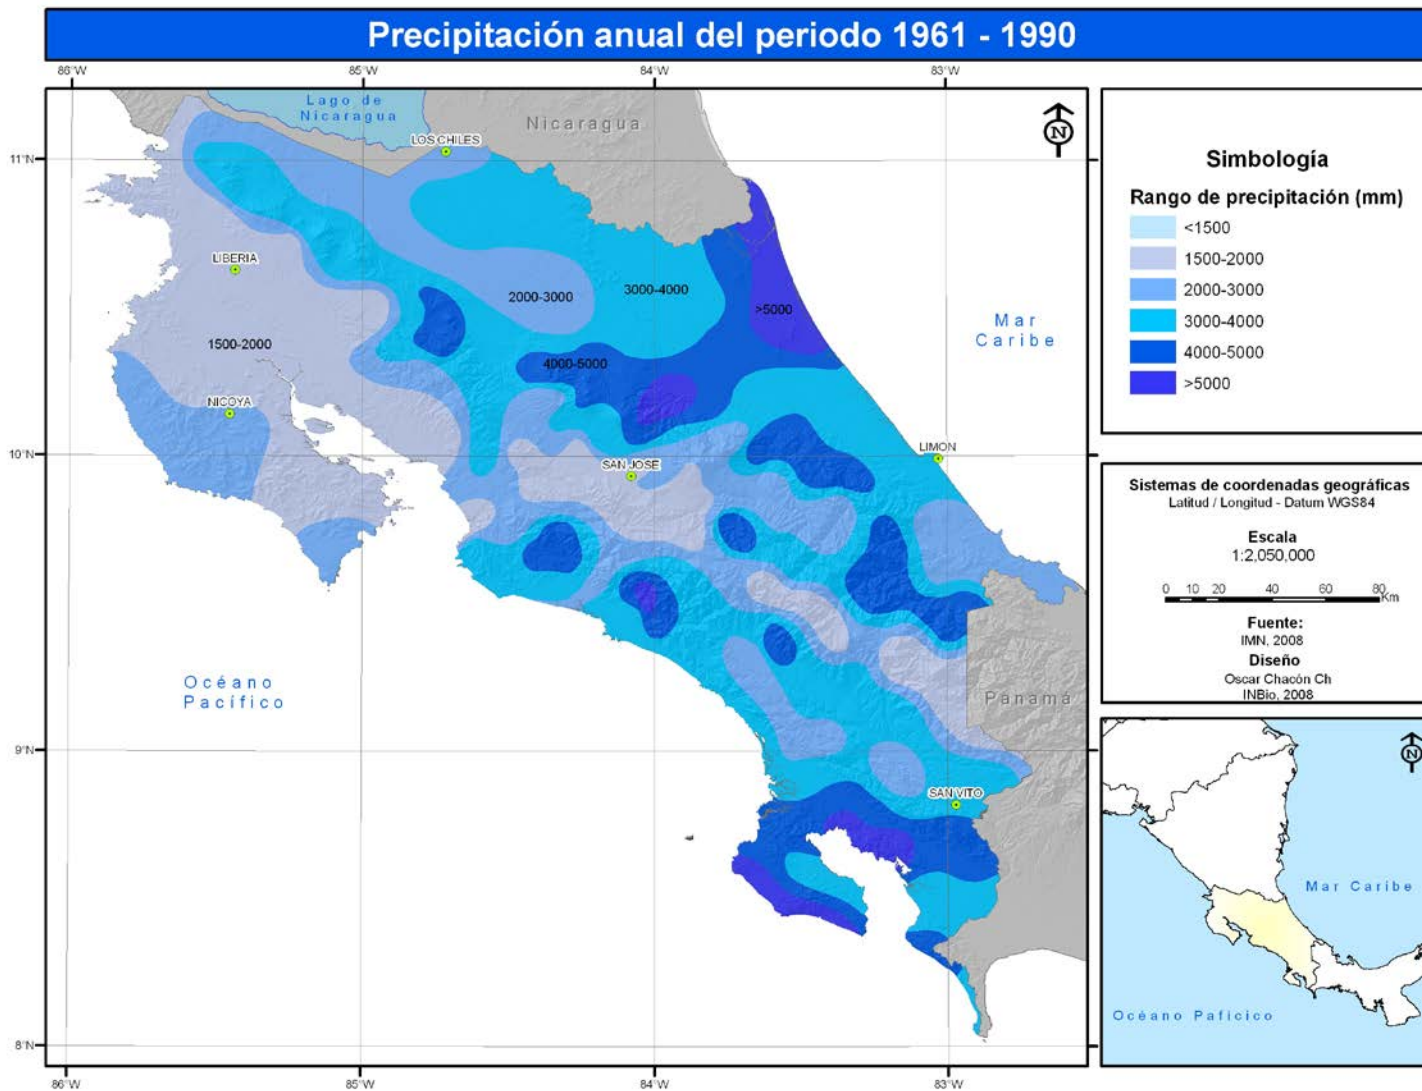 Precipitación anual del periodo 1961 - 1990
86°W
85°W
84°W
83°W
Lago de
Nicaragua
Nicaragua
LOS CHILES
11°N
LIBERIA
2000-3000
3000-4000
>5000
Mar
Caribe
1500-2000
4000-5000
NICOYA
10°N
SAN JOSE
LIMON
Océano
Pacífico
Panamá
9°N
SAN VITO
8°N
86°W
85°W
84°W
83°W
N
Simbología
Rango de precipitación (mm)
<1500
1500-2000
2000-3000
3000-4000
4000-5000
>5000
Sistemas de coordenadas geográficas
Latitud / Longitud - Datum WGS84
Escala
1:2,050,000
0 10 20 40 60 80
Km
Fuente:
IMN, 2008
Diseño
Oscar Chacón Ch
INBio, 2008
N
Mar Caribe
Océano Paficico